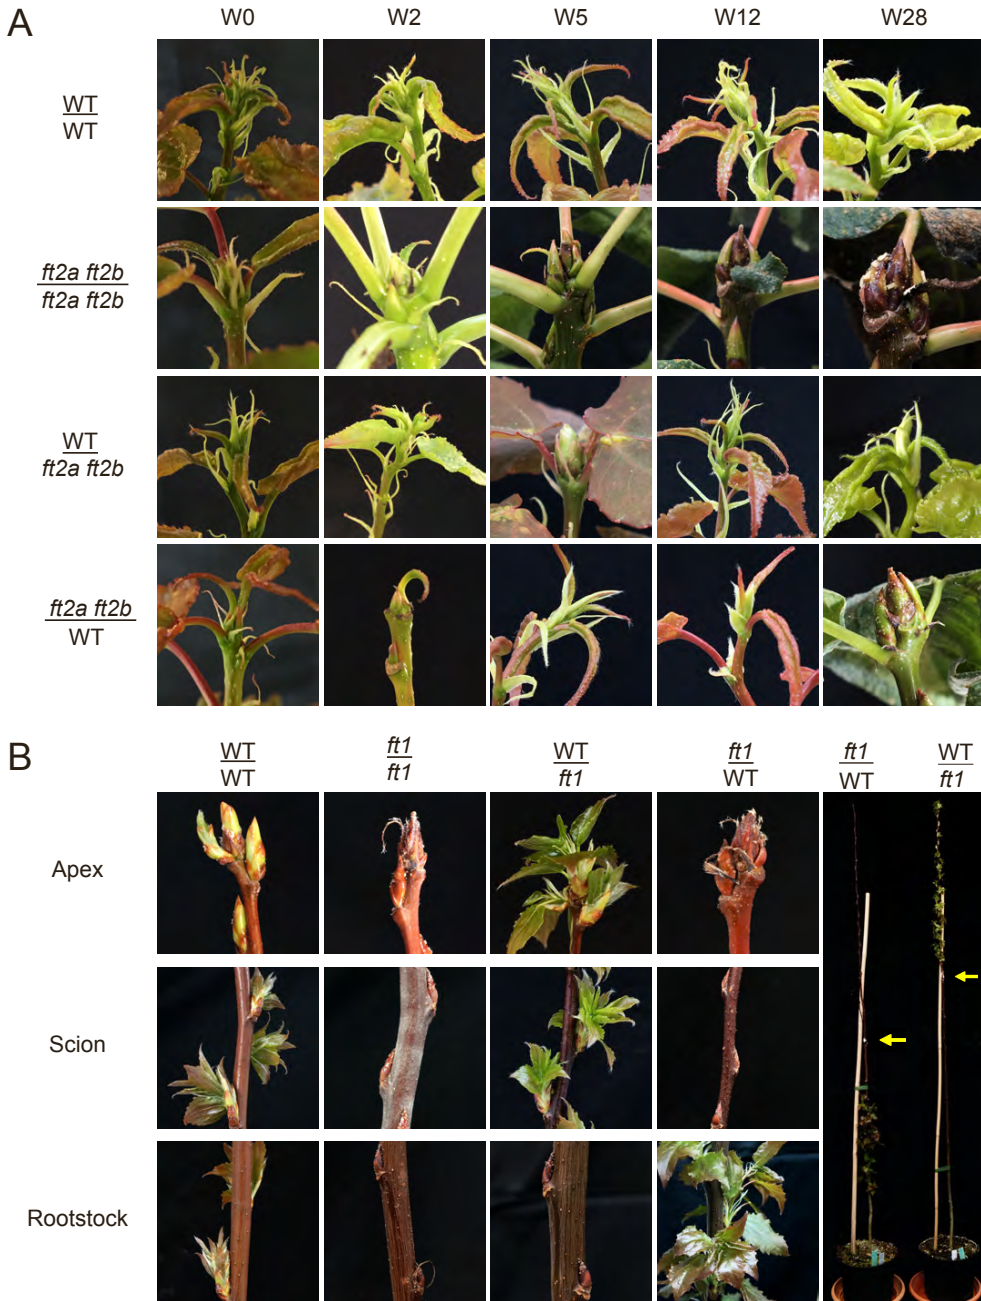 A
W0 W2 W5 W12 W28
WT
WT
ft2a ft2b
ft2a ft2b
WT
ft2a ft2b
ft2a ft2b
WT
B
WT ft1 WT ft1 ft1 WT
WT ft1 ft1 WT WT ft1
Apex
Scion
Rootstock